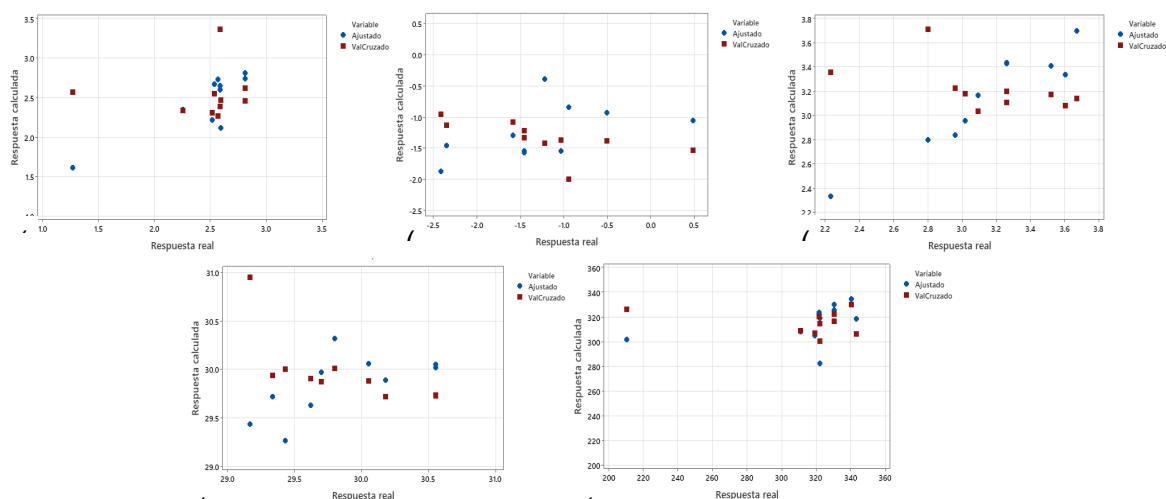 3.5
3.0
2.5
2.0
1.5
1.0
1.0 1.5 2.0 2.5 3.0 3.5
Respuesta calculada
Respuesta real
Variable
Ajustado
ValCruzado
0.5
0.0
-0.5
-1.0
-1.5
-2.0
-2.5
-2.5 -2.0 -1.5 -1.0 -0.5 0.0 0.5
Respuesta calculada
Respuesta real
Variable
Ajustado
ValCruzado
3.8
3.6
3.4
3.2
3.0
2.8
2.6
2.4
2.2
2.2 2.4 2.6 2.8 3.0 3.2 3.4 3.6 3.8
Respuesta calculada
Respuesta real
Variable
Ajustado
ValCruzado
31.0
30.5
30.0
29.5
29.0
29.0 29.5 30.0 30.5 31.0
Respuesta calculada
Respuesta real
Variable
Ajustado
ValCruzado
360
340
320
300
280
260
240
220
200
200 220 240 260 280 300 320 340 360
Respuesta calculada
Respuesta real
Variable
Ajustado
ValCruzado